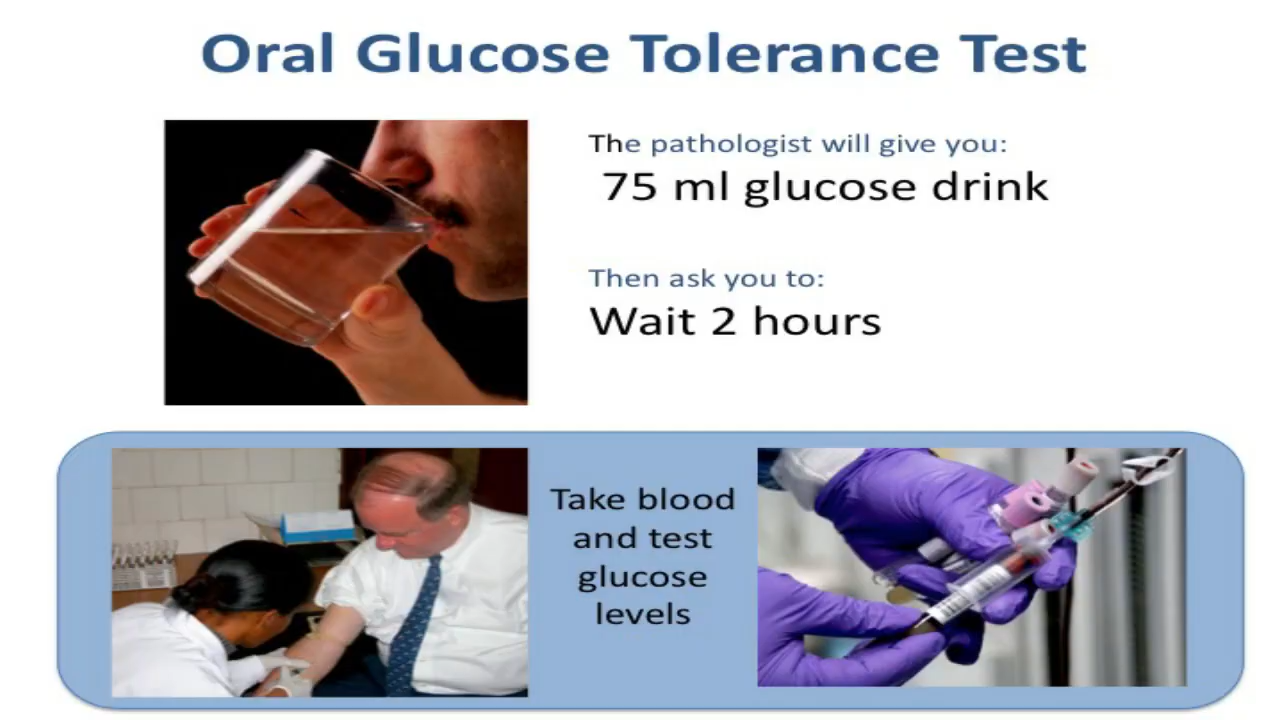 Oral Glucose Tolerance Test
The pathologist will give you:
75 ml glucose drink
Then ask you to:
Wait 2 hours
Take blood
and test
glucose
levels